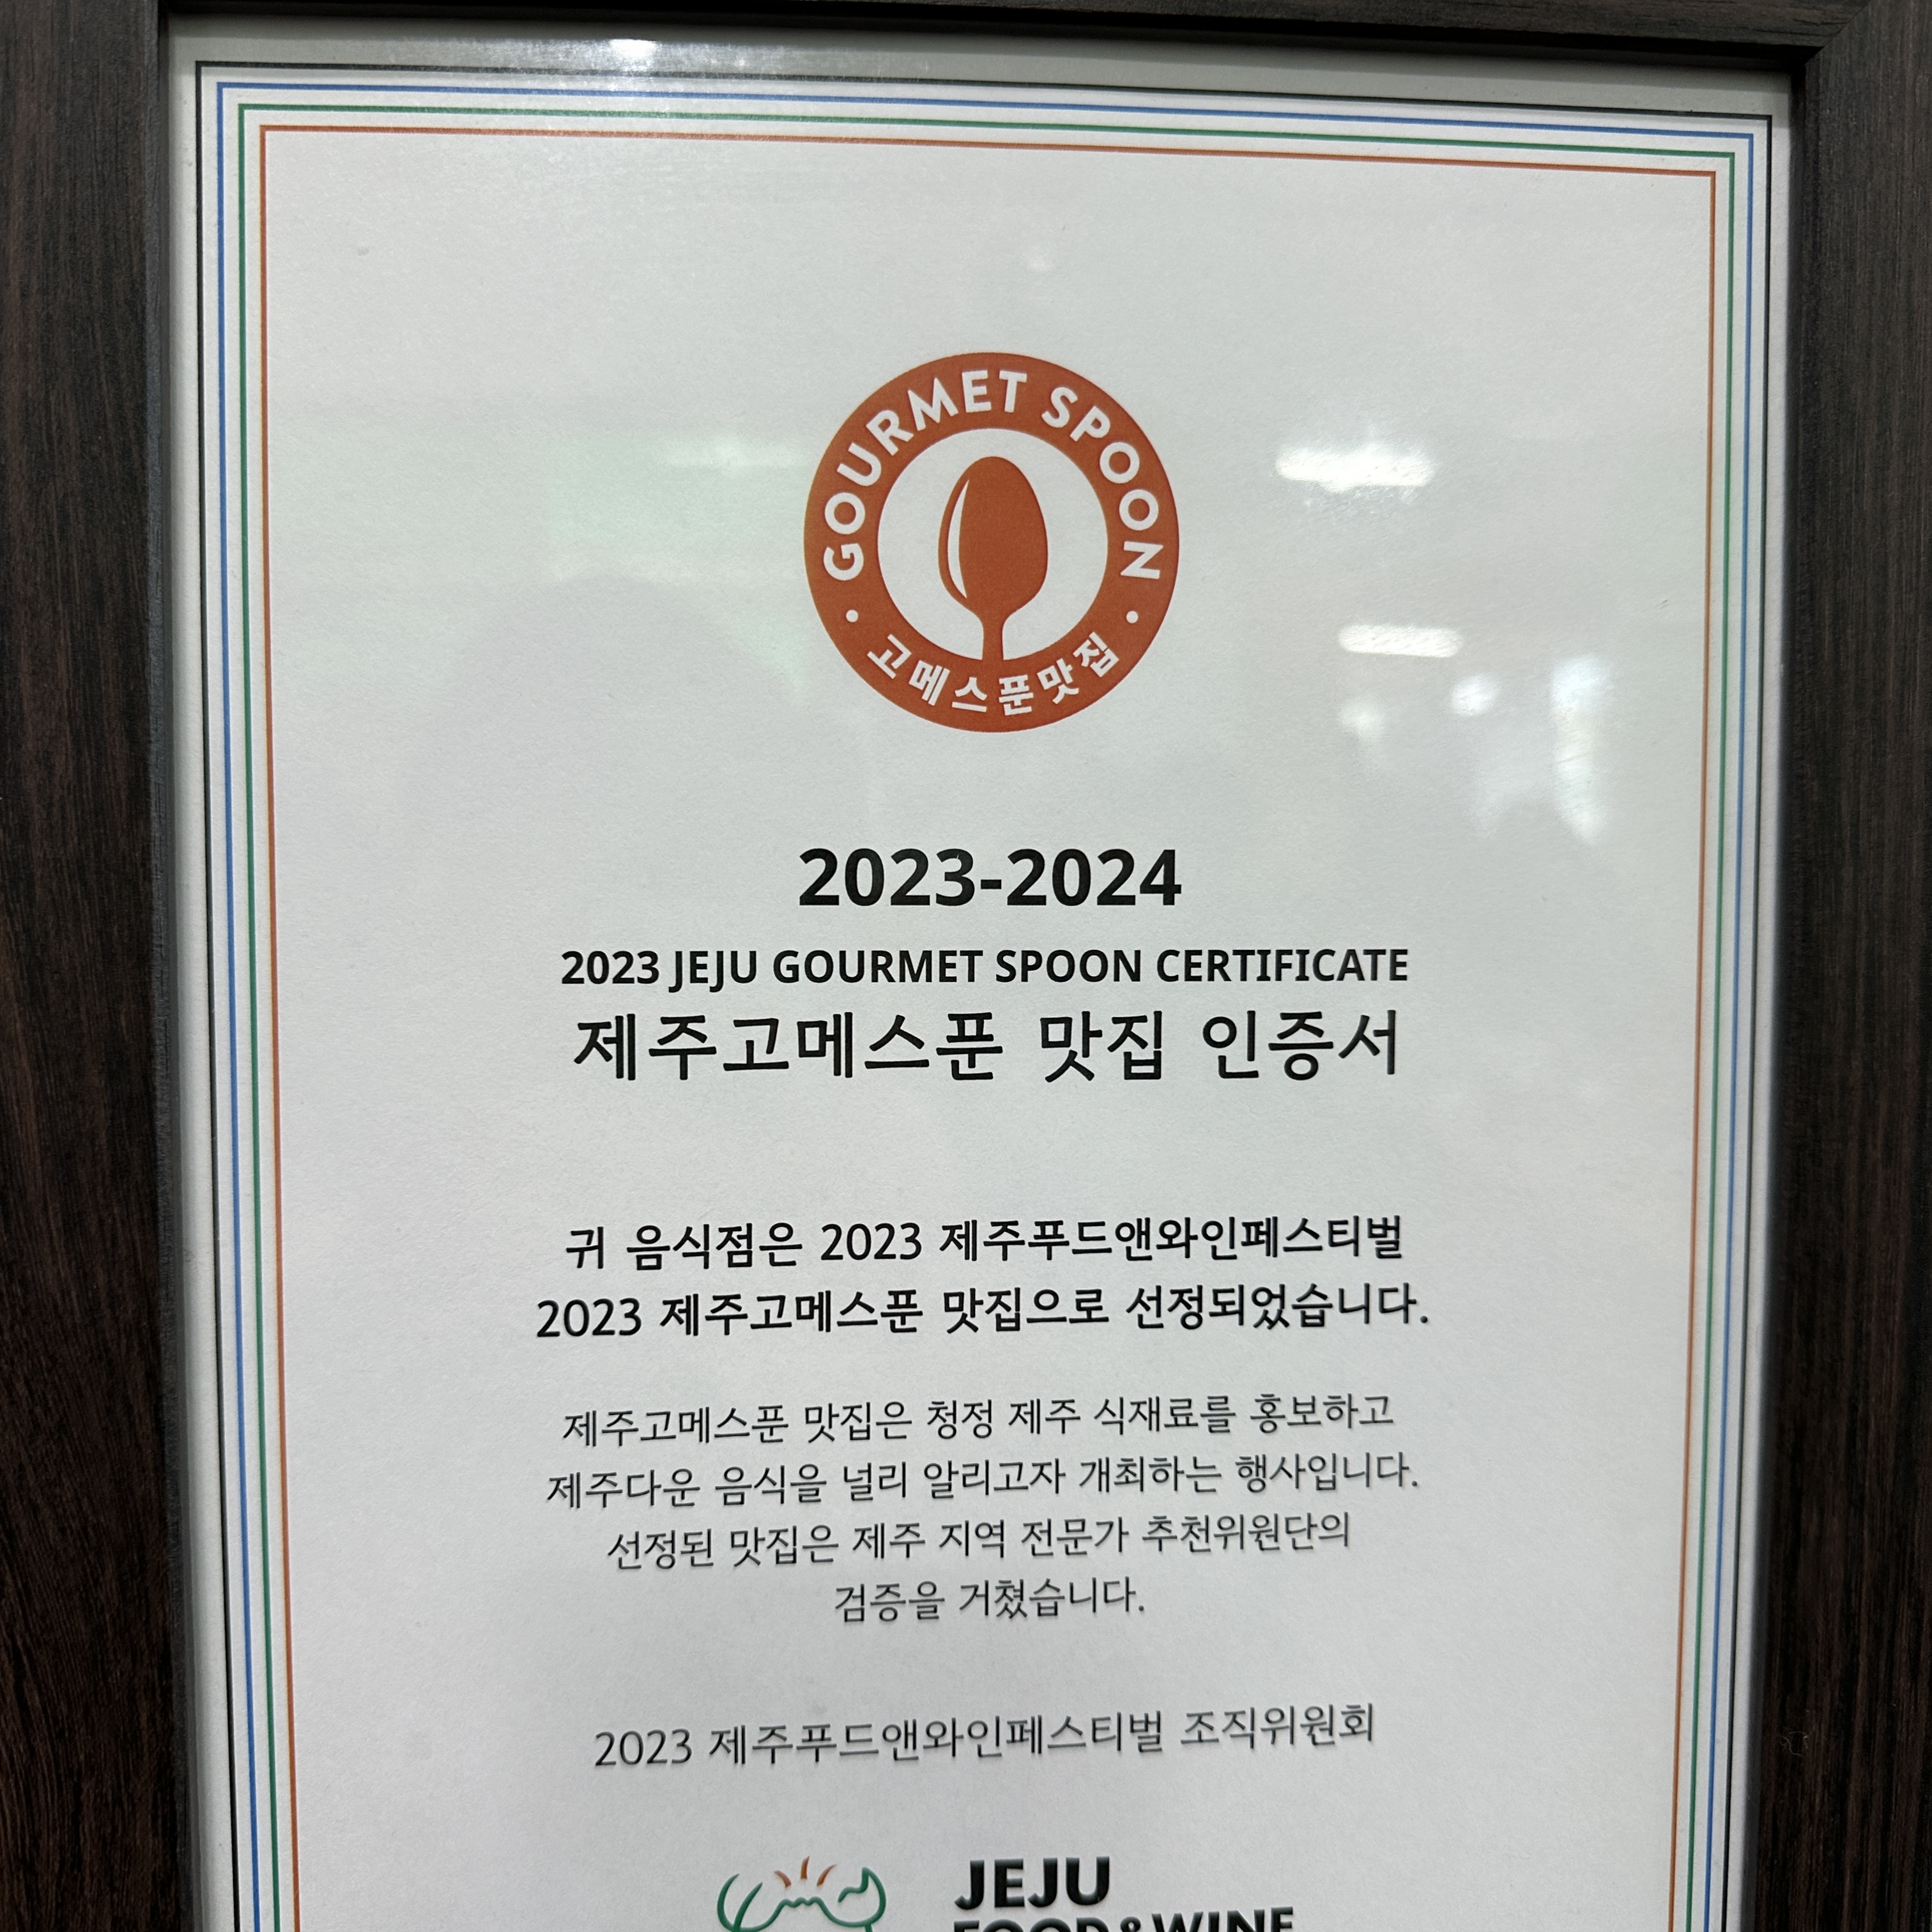 GOURMET SPOON
고메스푼맛집
2023-2024
2023 JEJU GOURMET SPOON CERTIFICATE
제주고메스푼 맛집 인증서
귀 음식점은 2023 제주푸드앤와인페스티벌
2023 제주고메스푼 맛집으로 선정되었습니다.
제주고메스푼 맛집은 청정 제주 식재료를 홍보하고
제주다운 음식을 널리 알리고자 개최하는 행사입니다.
선정된 맛집은 제주 지역 전문가 추천위원단의
검증을 거쳤습니다.
2023 제주푸드앤와인페스티벌 조직위원회
JEJU
FOOD & WINE